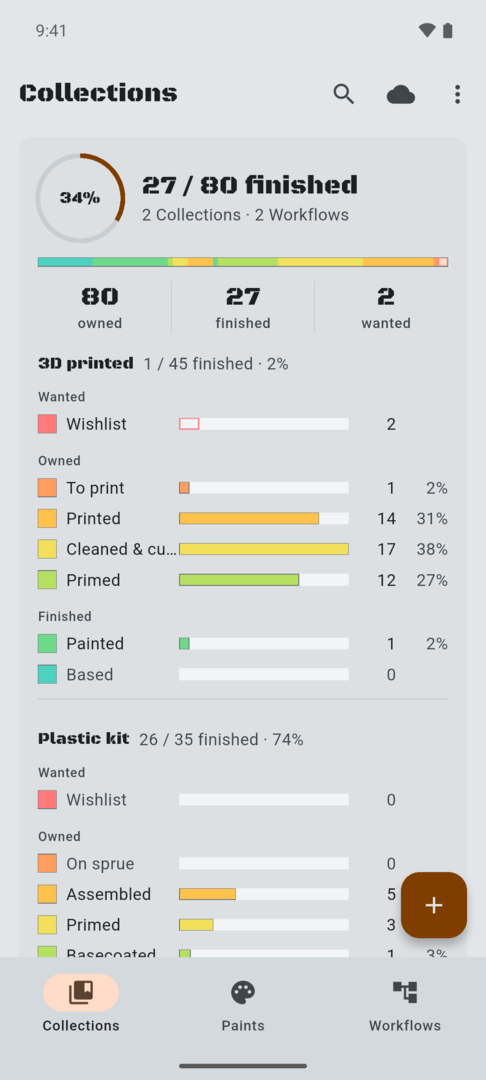 9:41
Collections
34%
27 / 80 finished
2 Collections · 2 Workflows
80
owned
27
finished
2
wanted
3D printed 1 / 45 finished · 2%
Wanted
Wishlist 2
Owned
To print 1 2%
Printed 14 31%
Cleaned & cu… 17 38%
Primed 12 27%
Finished
Painted 1 2%
Based 0
Plastic kit 26 / 35 finished · 74%
Wanted
Wishlist 0
Owned
On sprue 0
Assembled 5
Primed 3
Basecoated 1 3%
Collections
Paints
Workflows